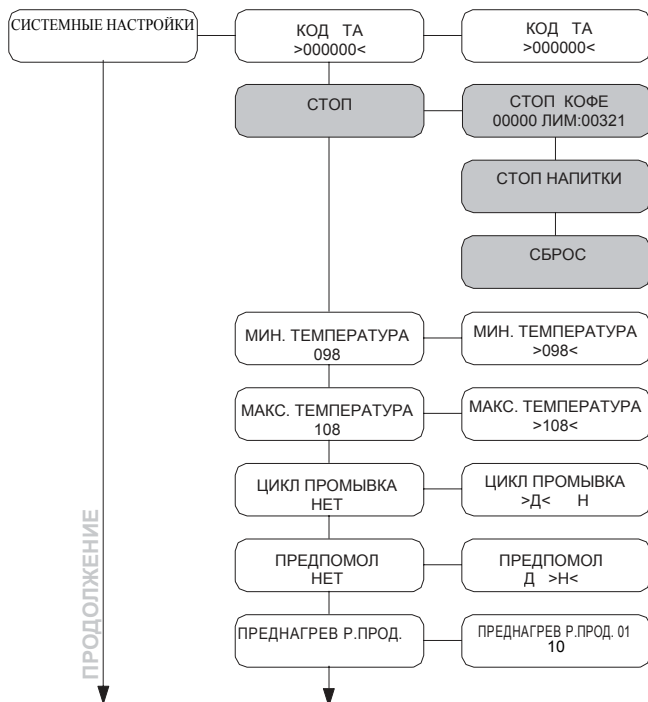 СИСТЕМНЫЕ НАСТРОЙКИ
КОД ТА
>000000<
КОД ТА
>000000<
СТОП
СТОП КОФЕ
00000 ЛИМ:00321
СТОП НАПИТКИ
СБРОС
МИН. ТЕМПЕРАТУРА
098
МИН. ТЕМПЕРАТУРА
>098<
МАКС. ТЕМПЕРАТУРА
108
МАКС. ТЕМПЕРАТУРА
>108<
ЦИКЛ ПРОМЫВКА
НЕТ
ЦИКЛ ПРОМЫВКА
>Д< Н
ПРЕДПОМОЛ
НЕТ
ПРЕДПОМОЛ
Д >Н<
ПРЕДНАГРЕВ Р.ПРОД.
ПРЕДНАГРЕВ Р.ПРОД. 01
10
ПРОДОЛЖЕНИЕ